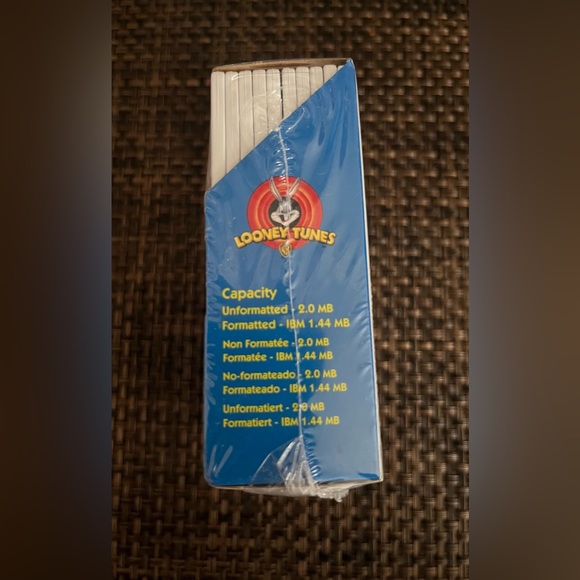 LOONEY TUNES
Capacity
Unformatted - 2.0 MB
Formatted - IBM 1.44 MB
Non Formatée - 2.0 MB
Formatée - IBM 1.44 MB
No-formateado - 2.0 MB
Formateado - IBM 1.44 MB
Unformatiert - 2.0 MB
Formatiert - IBM 1.44 MB